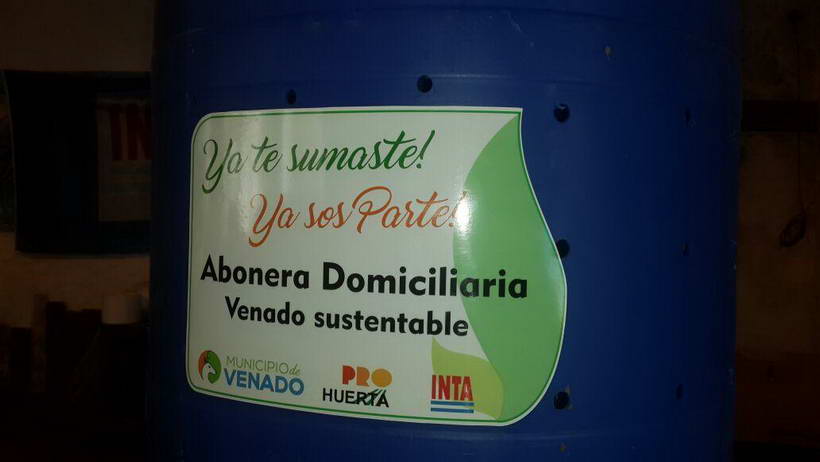 Ya te sumaste!
Ya sos Parte!
Abonera Domiciliaria
Venado sustentable
MUNICIPIO de
VENADO
PRO
HUERTA
INTA